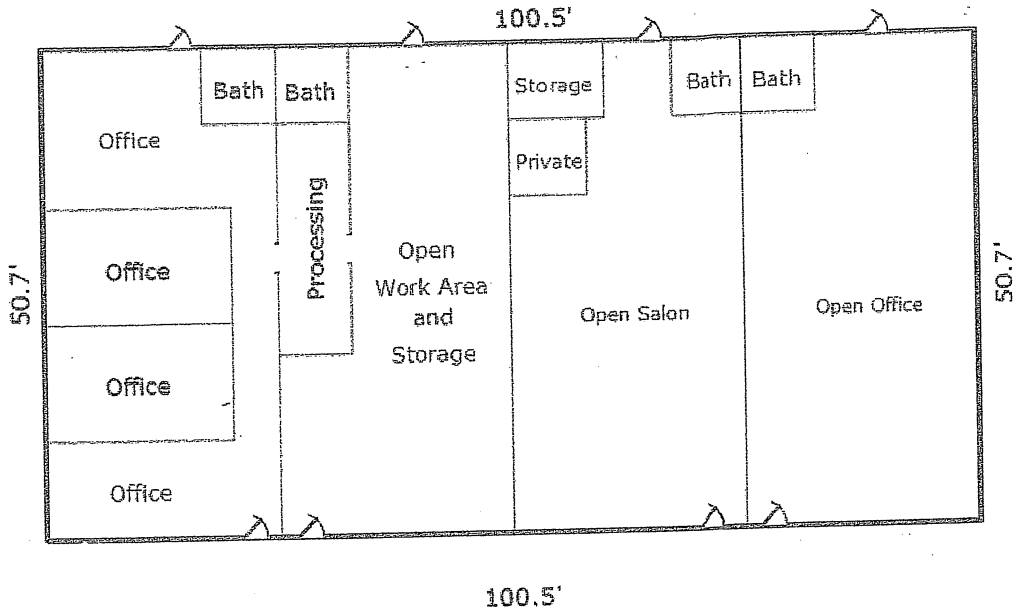 100.5'
Bath
Bath
Storage
Bath
Bath
Office
Private
Processing
Office
Open
Work Area
and
Storage
50.7'
50.7'
Open Salon
Open Office
Office
Office
100.5'